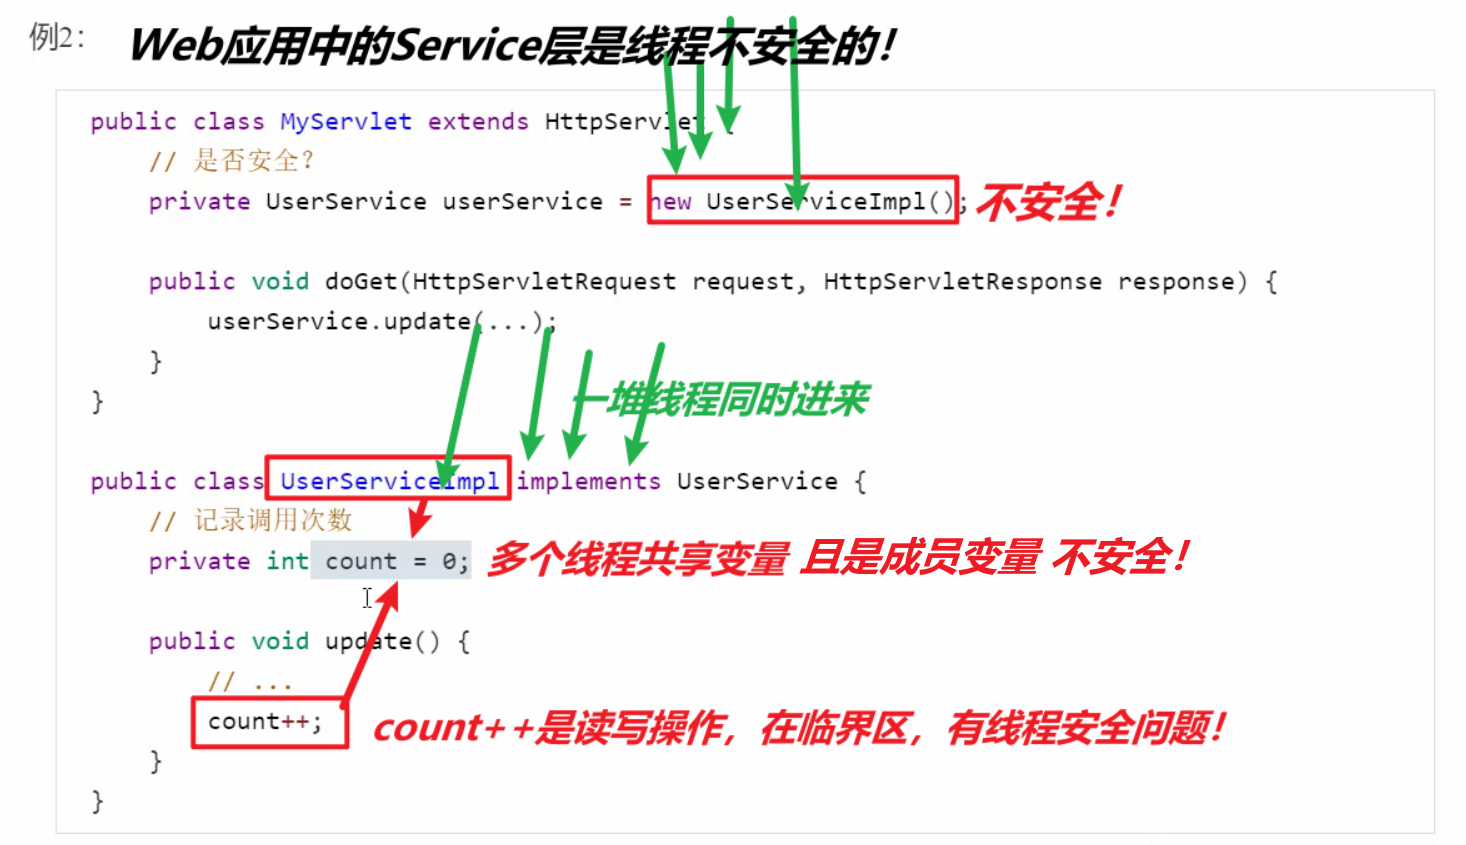 例2：
Web应用中的Service层是线程不安全的！
public class MyServlet extends HttpServlet {
// 是否安全？
private UserService userService = new UserServiceImpl(); 不安全！
public void doGet(HttpServletRequest request, HttpServletResponse response) {
userService.update(...);
}
}
一堆线程同时进来
public class UserServiceImpl implements UserService {
// 记录调用次数
private int count = 0; 多个线程共享变量 且是成员变量 不安全！
public void update() {
// ...
count++; count++是读写操作，在临界区，有线程安全问题！
}
}